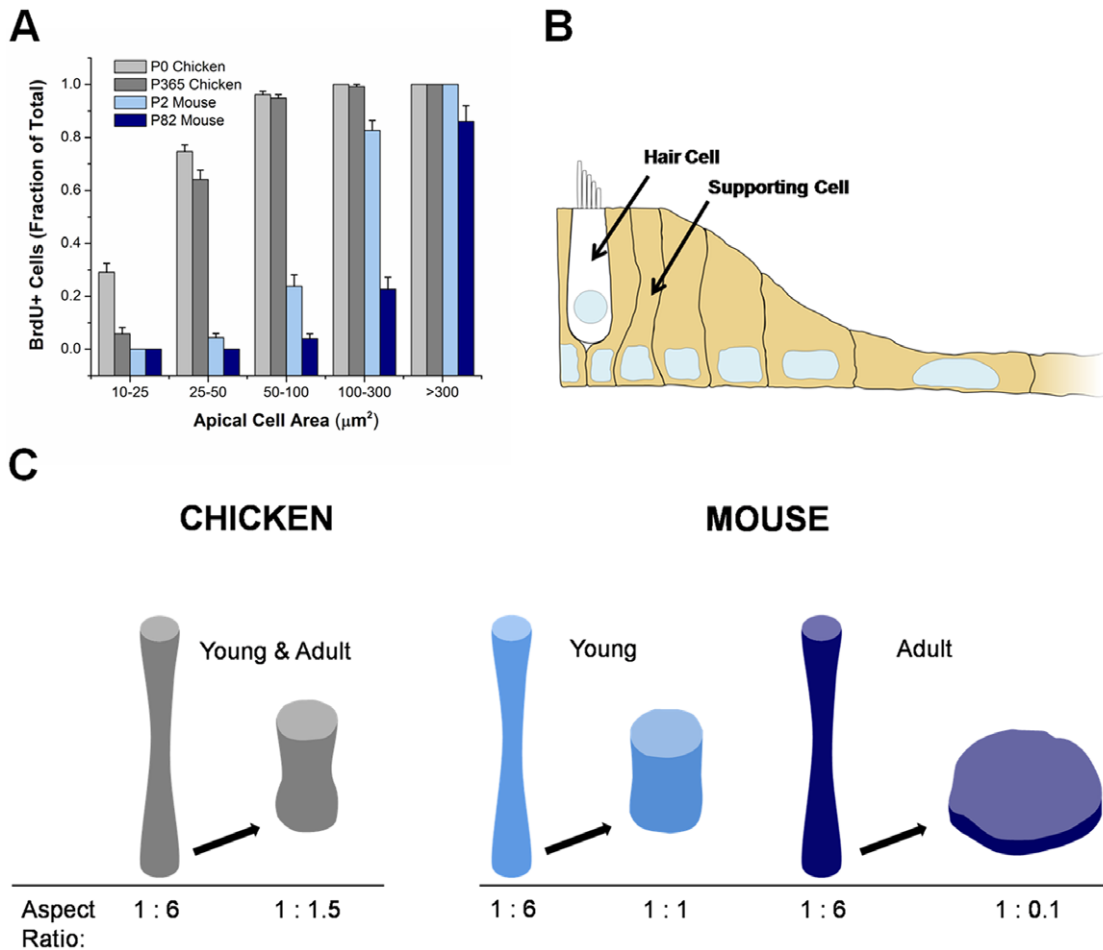 A
BrdU+ Cells (Fraction of Total)
1.0
0.8
0.6
0.4
0.2
0.0
P0 Chicken
P365 Chicken
P2 Mouse
P82 Mouse
10-25 25-50 50-100 100-300 >300
Apical Cell Area (μm²)
B
Hair Cell
Supporting Cell
C
CHICKEN MOUSE
Young & Adult Young Adult
Aspect 1 : 6 1 : 1.5 1 : 6 1 : 1 1 : 6 1 : 0.1
Ratio: